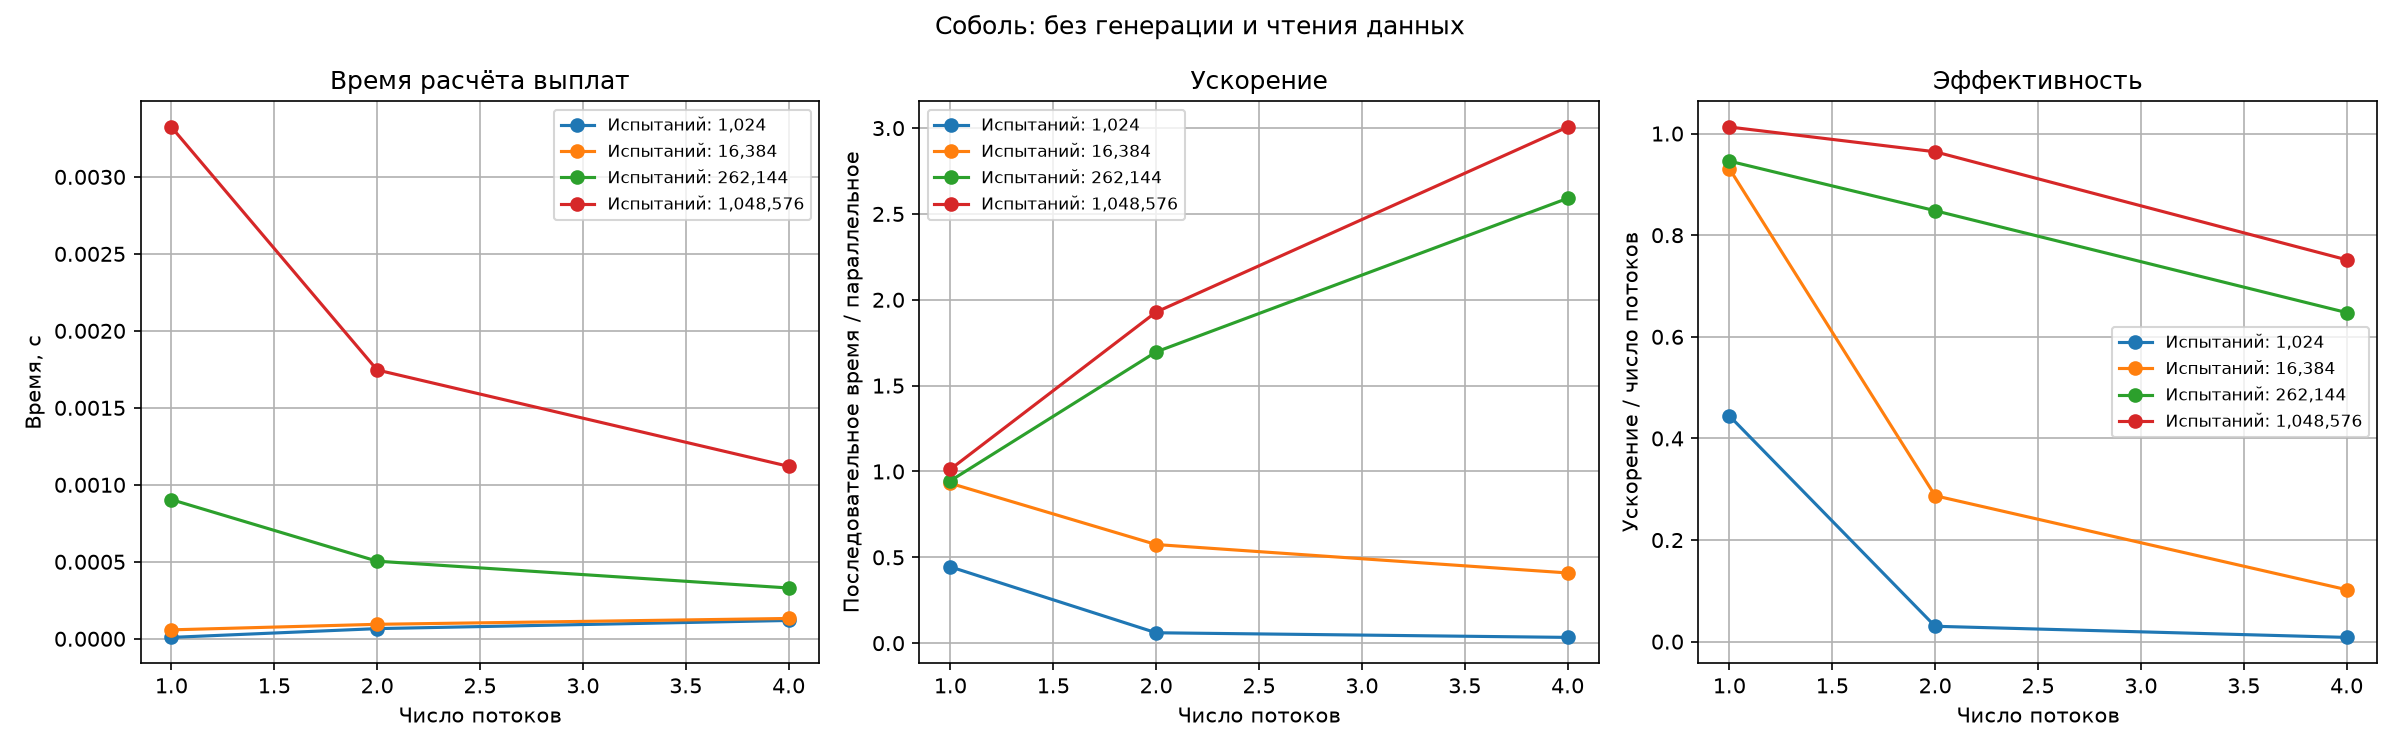 Соболь: без генерации и чтения данных
Время расчёта выплат
Время, с
0.0030
0.0025
0.0020
0.0015
0.0010
0.0005
0.0000
1.0 1.5 2.0 2.5 3.0 3.5 4.0
Число потоков
Испытаний: 1,024
Испытаний: 16,384
Испытаний: 262,144
Испытаний: 1,048,576
Ускорение
Последовательное время / параллельное
3.0
2.5
2.0
1.5
1.0
0.5
0.0
1.0 1.5 2.0 2.5 3.0 3.5 4.0
Число потоков
Испытаний: 1,024
Испытаний: 16,384
Испытаний: 262,144
Испытаний: 1,048,576
Эффективность
Ускорение / число потоков
1.0
0.8
0.6
0.4
0.2
0.0
1.0 1.5 2.0 2.5 3.0 3.5 4.0
Число потоков
Испытаний: 1,024
Испытаний: 16,384
Испытаний: 262,144
Испытаний: 1,048,576